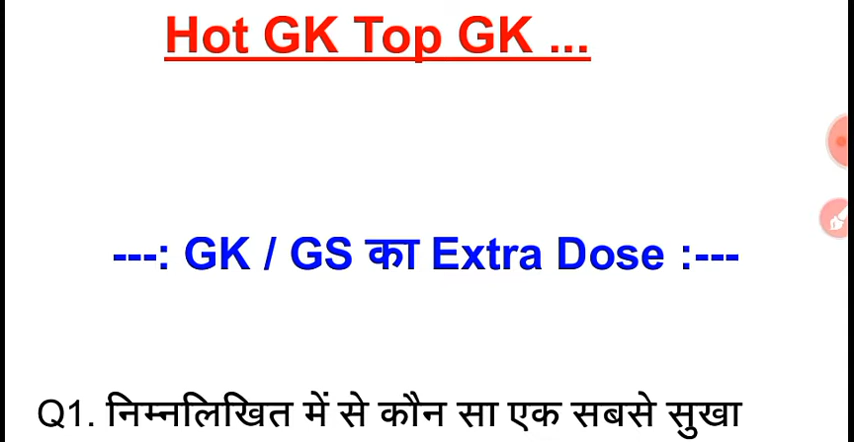 Hot GK Top GK ...
---: GK / GS का Extra Dose :---
Q1. निम्नलिखित में से कौन सा एक सबसे सुखा